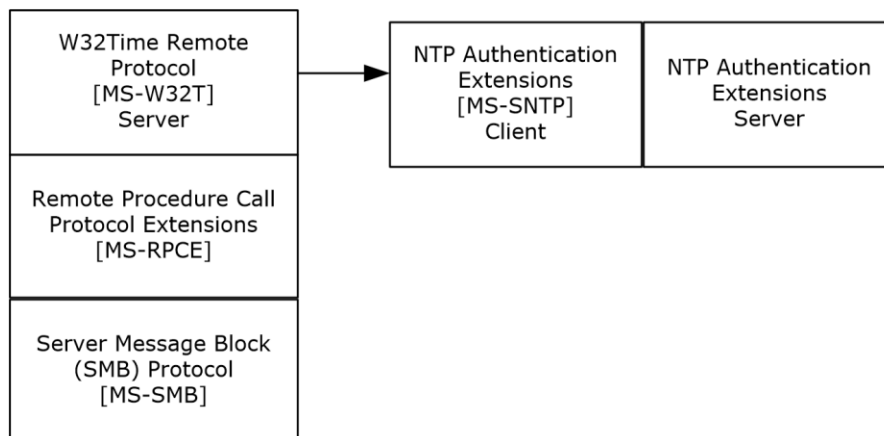 W32Time Remote
Protocol
[MS-W32T]
Server
NTP Authentication
Extensions
[MS-SNTP]
Client
NTP Authentication
Extensions
Server
Remote Procedure Call
Protocol Extensions
[MS-RPCE]
Server Message Block
(SMB) Protocol
[MS-SMB]